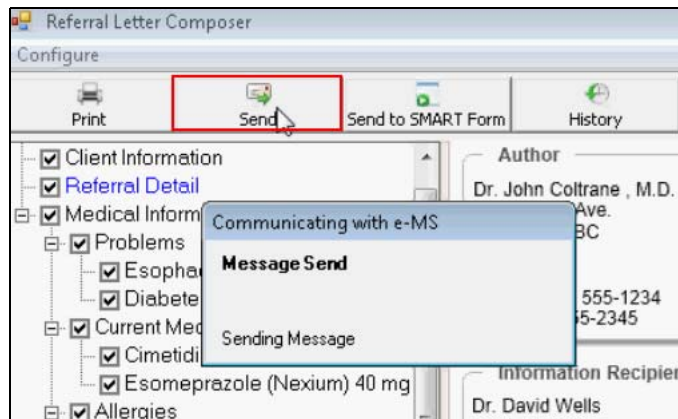 Referral Letter Composer
Configure
Print Send Send to SMART Form History
Client Information
Referral Detail
Medical Inform
Problems
Esopha
Diabete
Current Med
Cimetidi
Esomeprazole (Nexium) 40 mg
Allergies
Communicating with e-MS
Message Send
Sending Message
Author
Dr. John Coltrane , M.D.
Ave.
BC
555-1234
5-2345
Information Recipie
Dr. David Wells